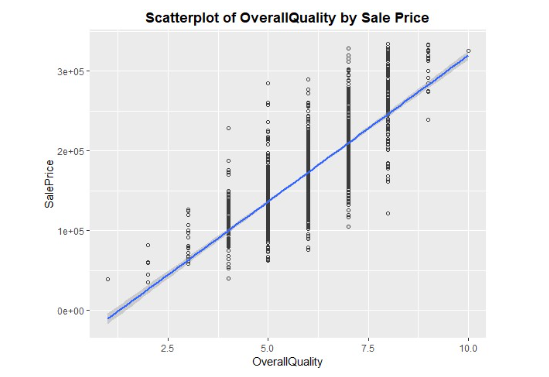 Scatterplot of OverallQuality by Sale Price
3e+05
2e+05
1e+05
0e+00
SalePrice
2.5
5.0
7.5
10.0
OverallQuality